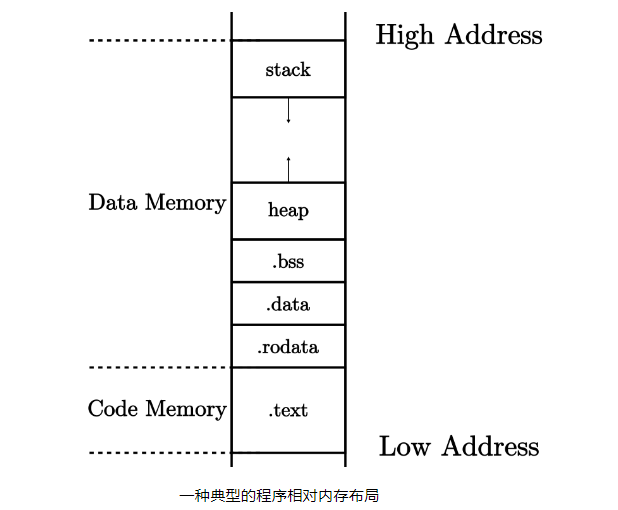 High Address
stack
Data Memory
heap
.bss
.data
.rodata
Code Memory
.text
Low Address
一种典型的程序相对内存布局